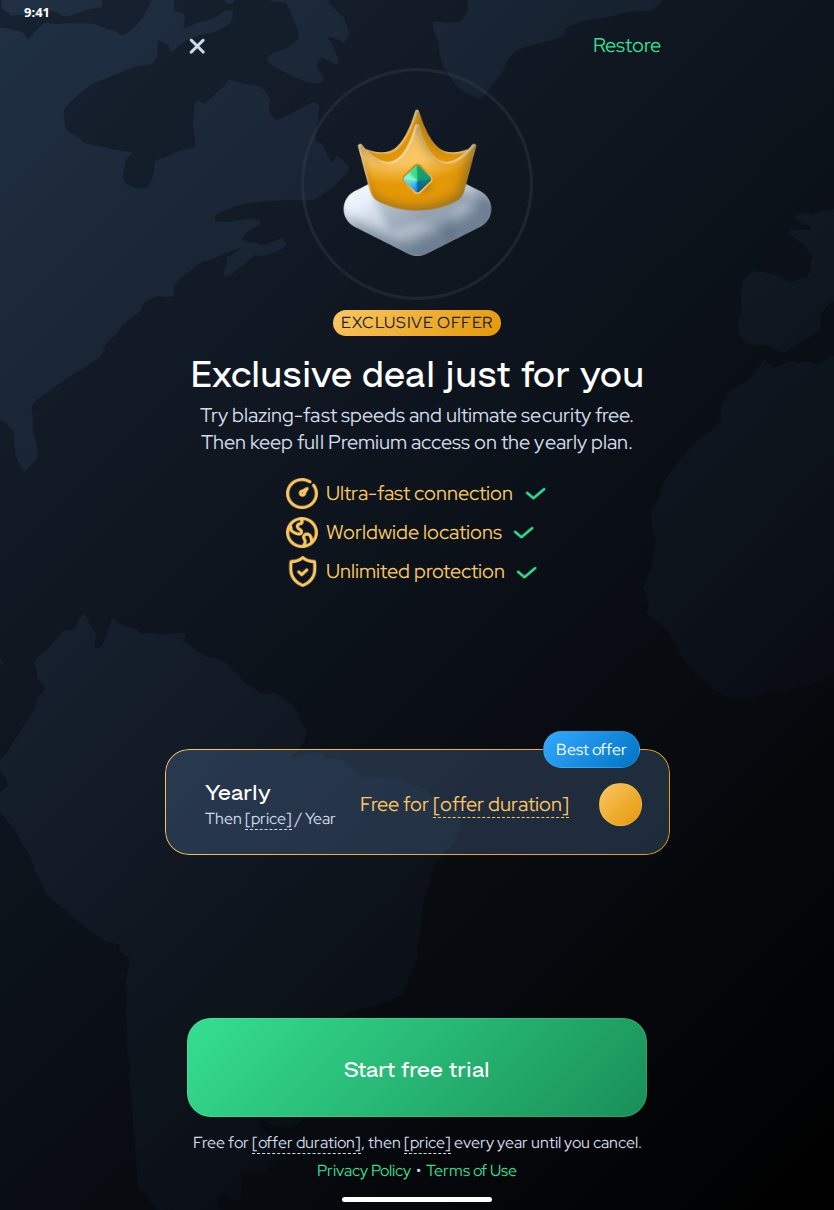 9:41
Restore
EXCLUSIVE OFFER
Exclusive deal just for you
Try blazing-fast speeds and ultimate security free.
Then keep full Premium access on the yearly plan.
Ultra-fast connection
Worldwide locations
Unlimited protection
Best offer
Yearly
Then [price] / Year
Free for [offer duration]
Start free trial
Free for [offer duration], then [price] every year until you cancel.
Privacy Policy • Terms of Use